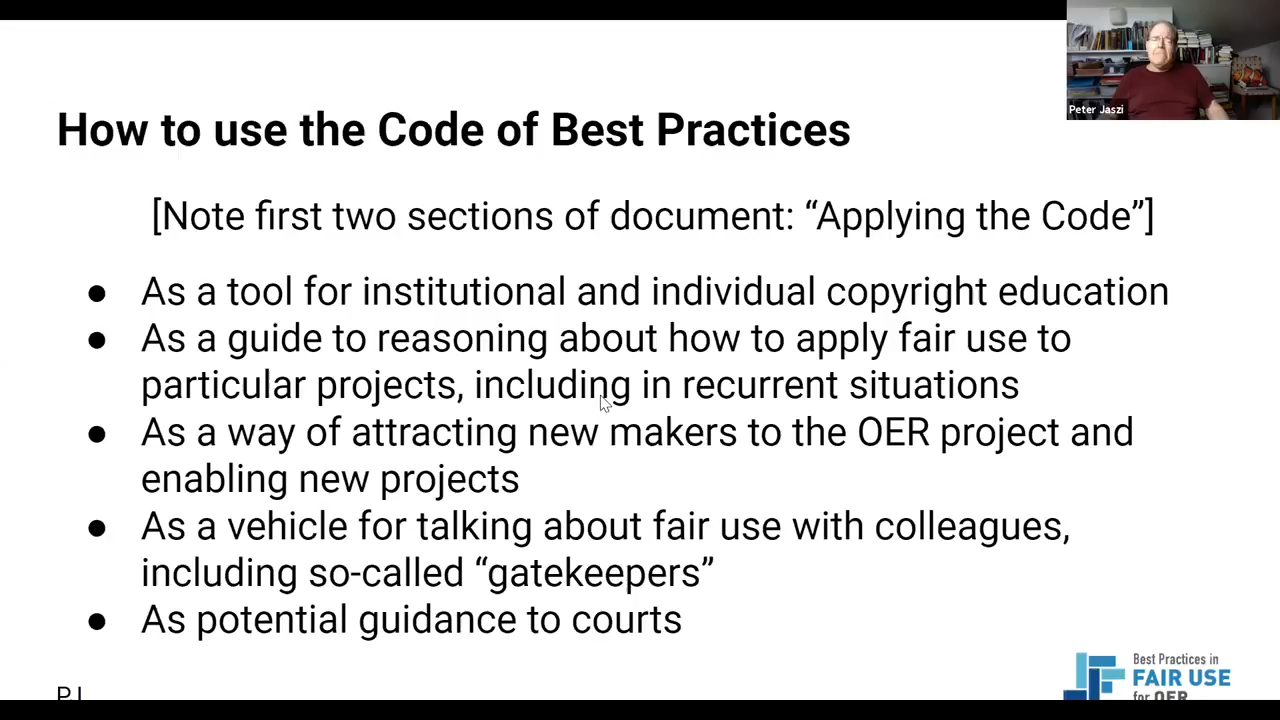 Peter Jaszi
How to use the Code of Best Practices
[Note first two sections of document: “Applying the Code”]
● As a tool for institutional and individual copyright education
● As a guide to reasoning about how to apply fair use to
particular projects, including in recurrent situations
● As a way of attracting new makers to the OER project and
enabling new projects
● As a vehicle for talking about fair use with colleagues,
including so-called “gatekeepers”
● As potential guidance to courts
PJ
Best Practices in
FAIR USE
for OER